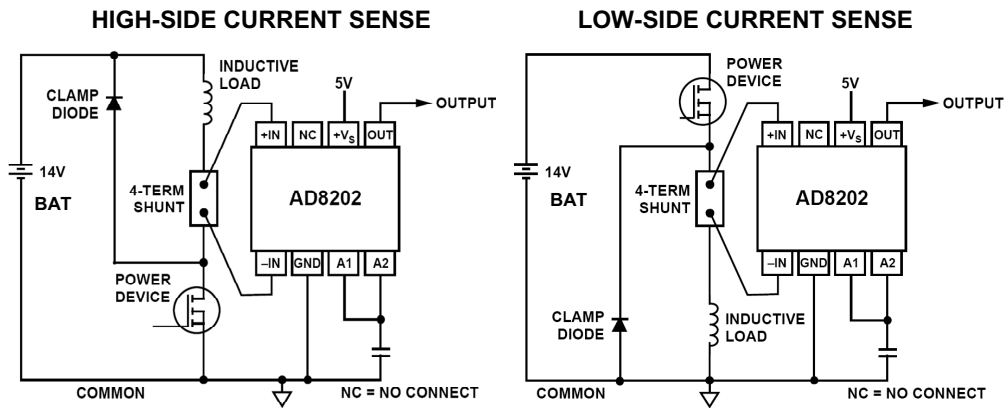 HIGH-SIDE CURRENT SENSE
INDUCTIVE
LOAD
CLAMP
DIODE
5V
OUTPUT
+IN NC +VS OUT
14V
BAT
4-TERM
SHUNT
AD8202
–IN GND A1 A2
POWER
DEVICE
COMMON
NC = NO CONNECT
LOW-SIDE CURRENT SENSE
POWER
DEVICE
5V
OUTPUT
+IN NC +VS OUT
14V
BAT
4-TERM
SHUNT
AD8202
–IN GND A1 A2
CLAMP
DIODE
INDUCTIVE
LOAD
COMMON
NC = NO CONNECT